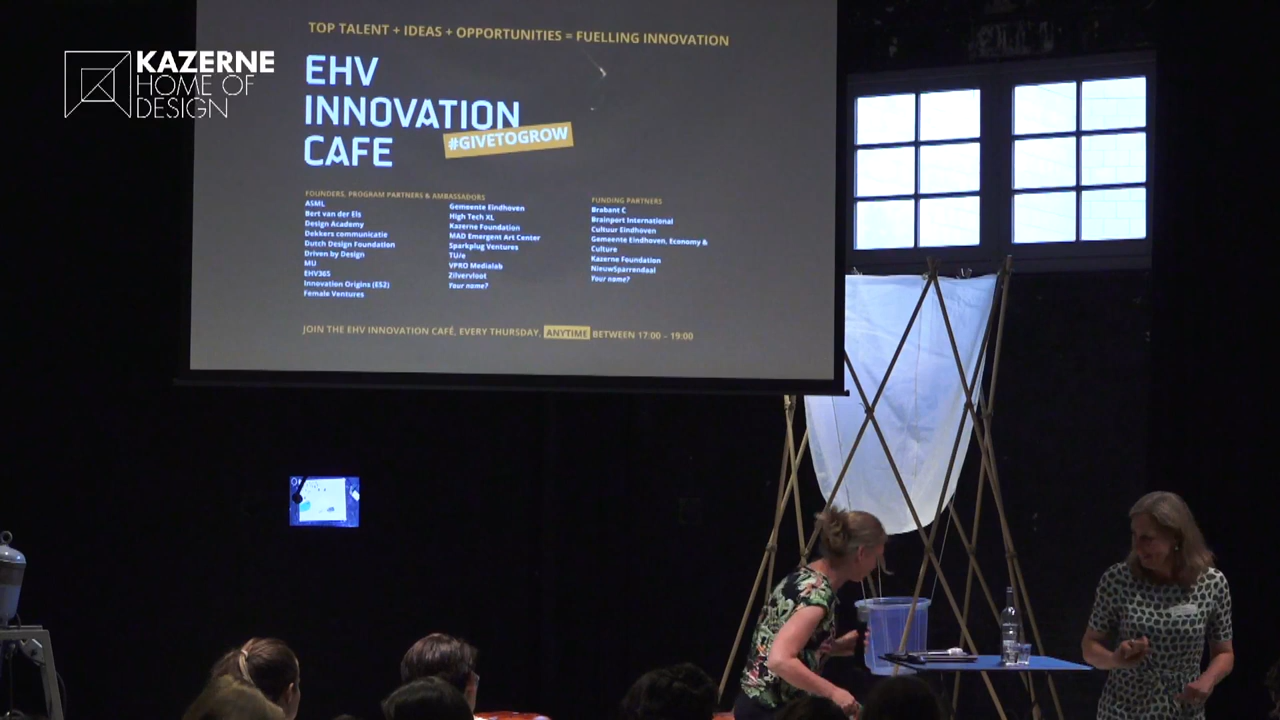 KAZERNE
HOME OF
DESIGN
TOP TALENT + IDEAS + OPPORTUNITIES = FUELLING INNOVATION
EHV
INNOVATION
CAFE
#GIVETOGROW
FOUNDERS, PROGRAM PARTNERS & AMBASSADORS
ASML
Bert van der Els
Design Academy
Dekkers communicatie
Dutch Design Foundation
Driven by Design
MU
EHV365
Innovation Origins (E52)
Female Ventures
Gemeente Eindhoven
High Tech XL
Kazerne Foundation
MAD Emergent Art Center
Sparkplug Ventures
TU/e
VPRO Medialab
Zilvervloot
Your name?
FUNDING PARTNERS
Brabant C
Brainport International
Cultuur Eindhoven
Gemeente Eindhoven, Economy &
Culture
Kazerne Foundation
NieuwSparrendaal
Your name?
JOIN THE EHV INNOVATION CAFÉ, EVERY THURSDAY, ANYTIME BETWEEN 17:00 – 19:00